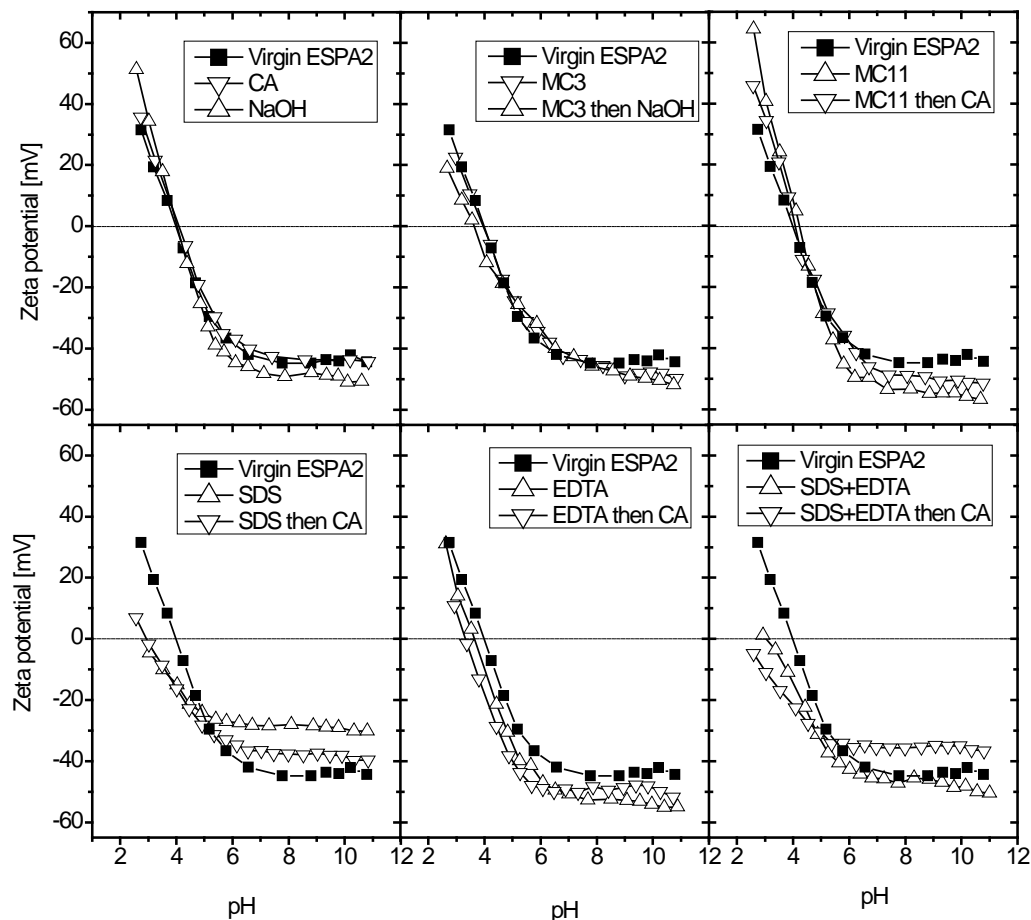 Zeta potential [mV]
60
40
20
0
-20
-40
-60
Virgin ESPA2
CA
NaOH
Virgin ESPA2
MC3
MC3 then NaOH
Virgin ESPA2
MC11
MC11 then CA
Zeta potential [mV]
60
40
20
0
-20
-40
-60
Virgin ESPA2
SDS
SDS then CA
Virgin ESPA2
EDTA
EDTA then CA
Virgin ESPA2
SDS+EDTA
SDS+EDTA then CA
2 4 6 8 10 12 2 4 6 8 10 12 2 4 6 8 10 12
pH pH pH